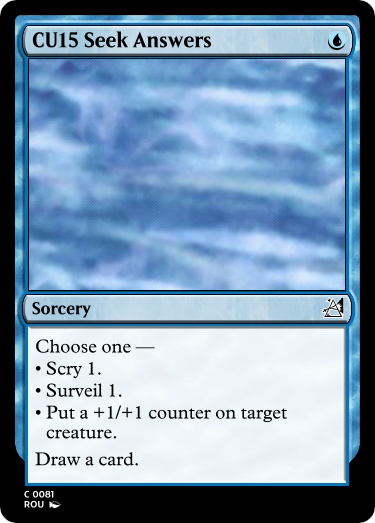 CU15 Seek Answers
Sorcery
Choose one —
• Scry 1.
• Surveil 1.
• Put a +1/+1 counter on target
creature.
Draw a card.
C 0081
ROU